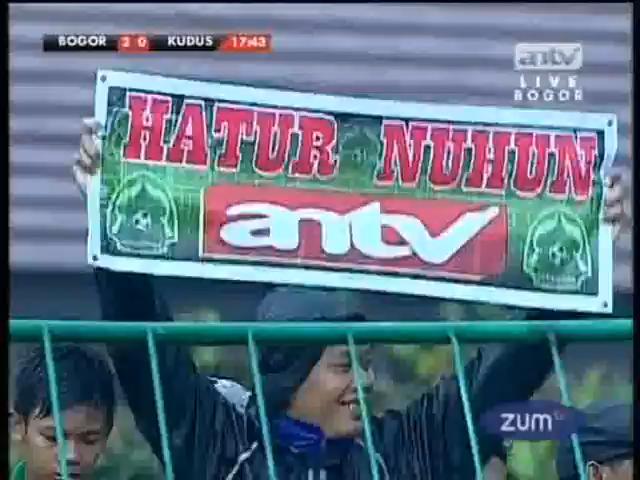 BOGOR 2 0 KUDUS 17:43
antv
LIVE
BOGOR
HATUR NUHUN
antv
zum